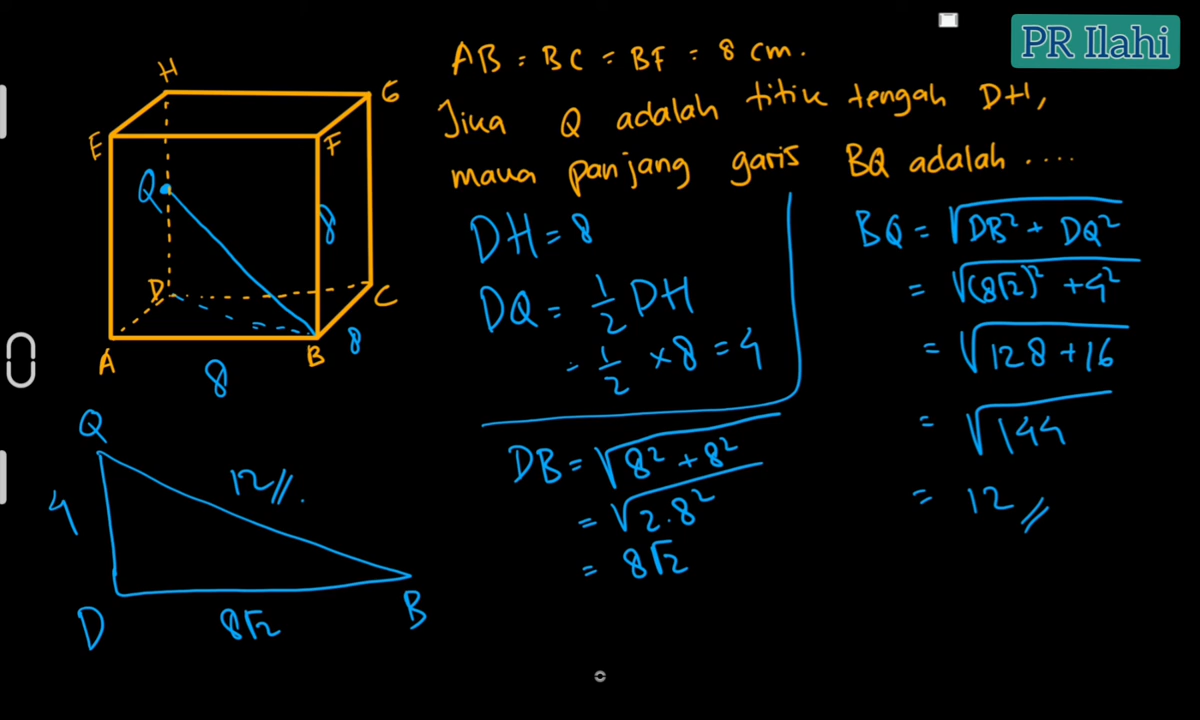 PR Ilahi
AB = BC = BF = 8 cm.
Jika Q adalah titik tengah DH,
maka panjang garis BQ adalah ....
H
G
E
F
Q
8
D
C
A
B
8
8
DH = 8
DQ = 1/2 DH
= 1/2 × 8 = 4
DB = √(8² + 8²)
= √(2.8²)
= 8√2
BQ = √(DB² + DQ²)
= √((8√2)² + 4²)
= √(128 + 16)
= √144
= 12 //
Q
4
12 //.
D
8√2
B